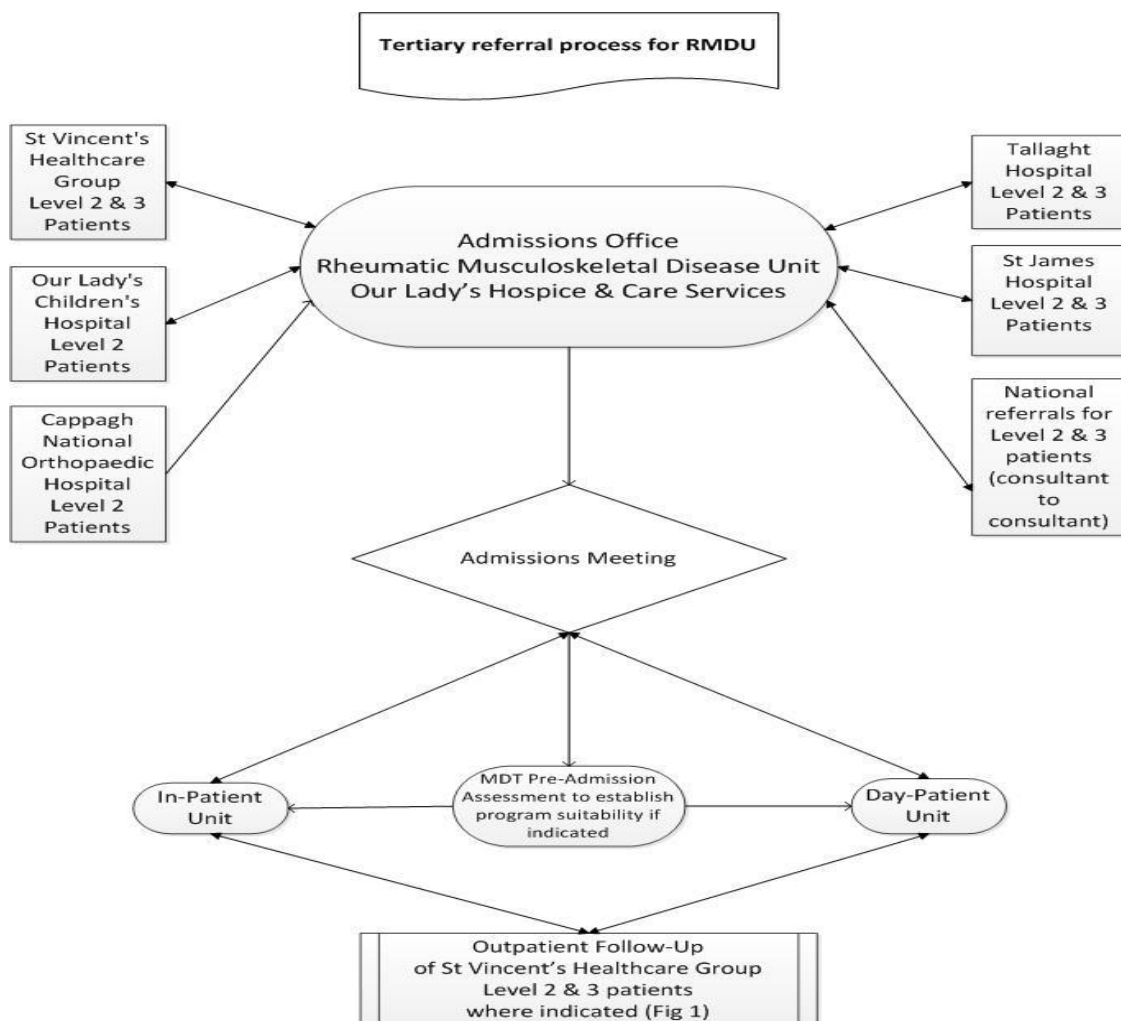 Tertiary referral process for RMDU
St Vincent's
Healthcare
Group
Level 2 & 3
Patients
Our Lady's
Children's
Hospital
Level 2
Patients
Cappagh
National
Orthopaedic
Hospital
Level 2
Patients
Admissions Office
Rheumatic Musculoskeletal Disease Unit
Our Lady’s Hospice & Care Services
Tallaght
Hospital
Level 2 & 3
Patients
St James
Hospital
Level 2 & 3
Patients
National
referrals for
Level 2 & 3
patients
(consultant
to
consultant)
Admissions Meeting
In-Patient
Unit
MDT Pre-Admission
Assessment to establish
program suitability if
indicated
Day-Patient
Unit
Outpatient Follow-Up
of St Vincent’s Healthcare Group
Level 2 & 3 patients
where indicated (Fig 1)